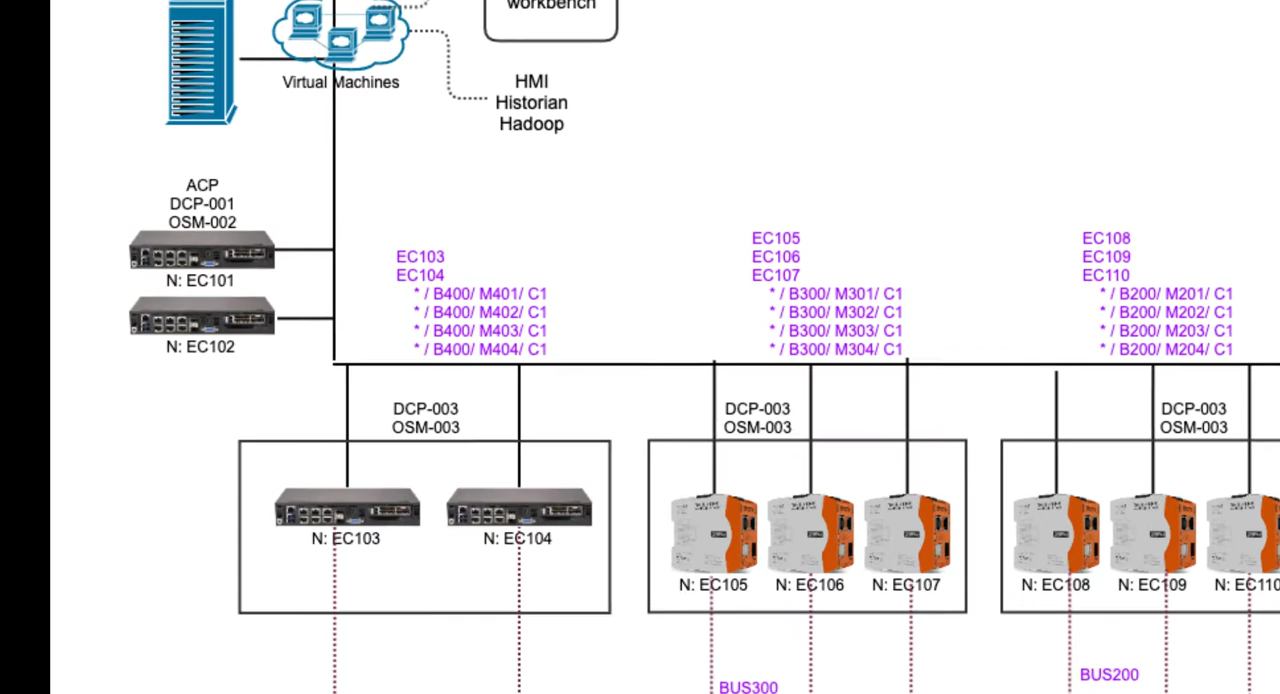 workbench
Virtual Machines
HMI
Historian
Hadoop
ACP
DCP-001
OSM-002
N: EC101
N: EC102
EC103
EC104
* / B400/ M401/ C1
* / B400/ M402/ C1
* / B400/ M403/ C1
* / B400/ M404/ C1
EC105
EC106
EC107
* / B300/ M301/ C1
* / B300/ M302/ C1
* / B300/ M303/ C1
* / B300/ M304/ C1
EC108
EC109
EC110
* / B200/ M201/ C1
* / B200/ M202/ C1
* / B200/ M203/ C1
* / B200/ M204/ C1
DCP-003
OSM-003
N: EC103
N: EC104
DCP-003
OSM-003
N: EC105
N: EC106
N: EC107
DCP-003
OSM-003
N: EC108
N: EC109
N: EC110
BUS300
BUS200